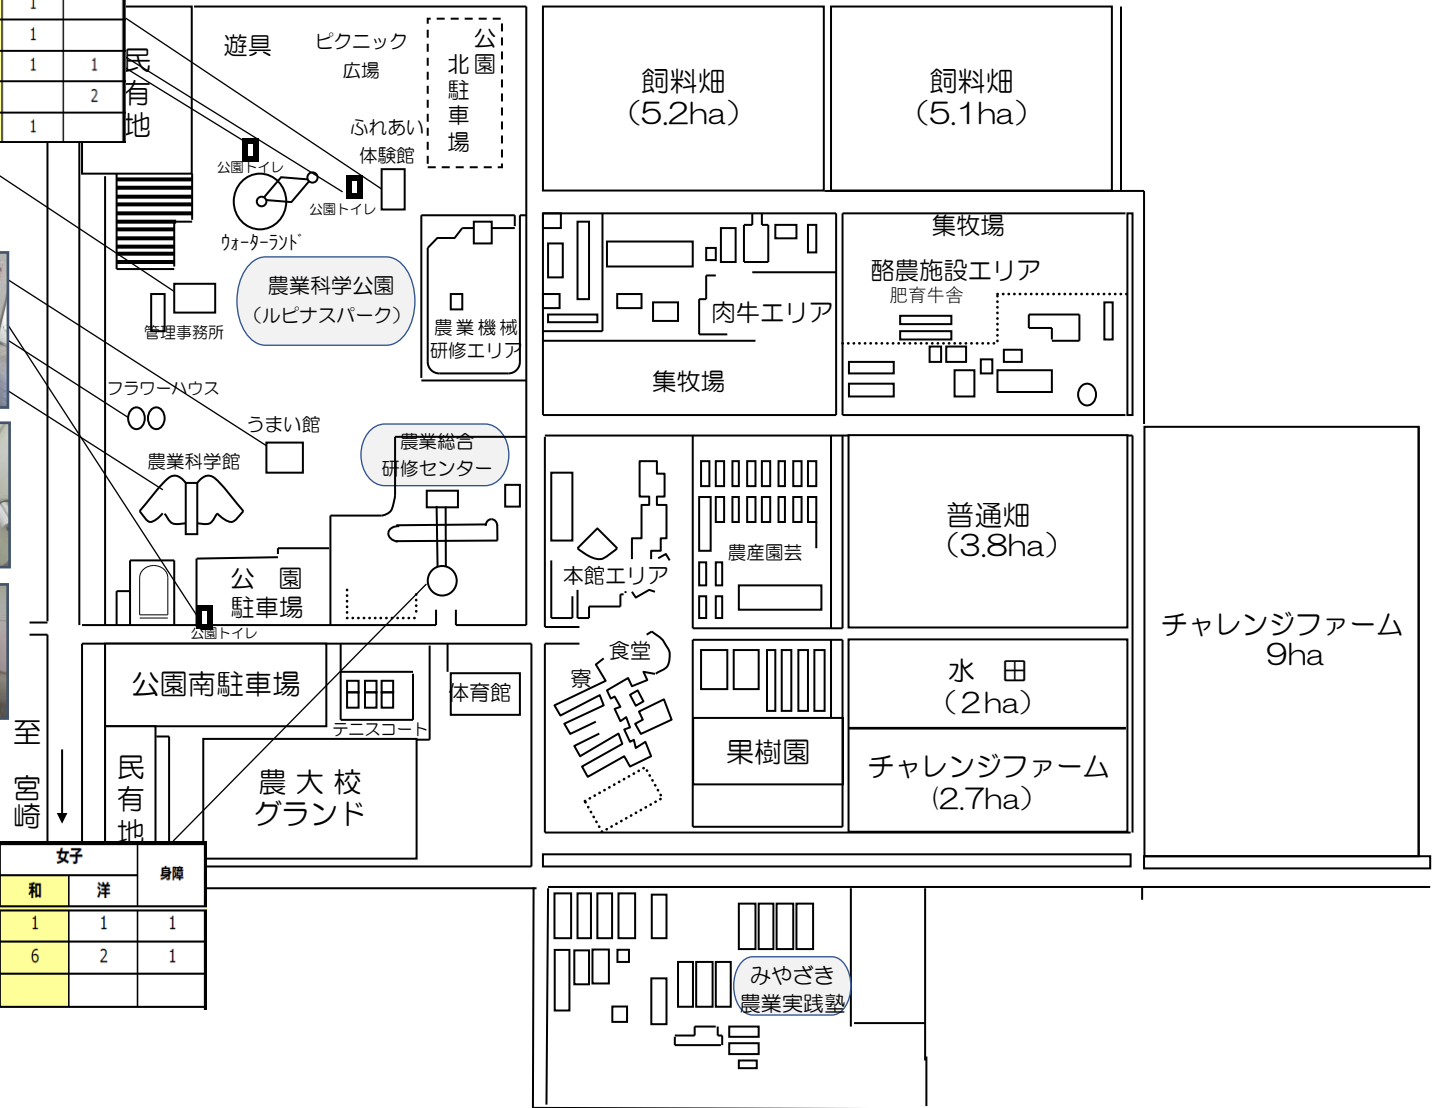 1
1
1 1
2
1
民有地
遊具
ピクニック
広場
公園
北駐車場
ふれあい
体験館
公園トイレ
公園トイレ
ウォーターランド
農業科学公園
（ルピナスパーク）
管理事務所
農業機械
研修エリア
フラワーハウス
うまい館
農業科学館
農業総合
研修センター
公園
駐車場
公園トイレ
公園南駐車場
テニスコート
体育館
民有地
農大校
グランド
至宮崎
飼料畑
（5.2ha）
飼料畑
（5.1ha）
集牧場
酪農施設エリア
肥育牛舎
肉牛エリア
集牧場
本館エリア
農産園芸
普通畑
（3.8ha）
チャレンジファーム
9ha
食堂
寮
水田
（2ha）
果樹園
チャレンジファーム
（2.7ha）
女子 身障
和 洋
1 1 1
6 2 1
みやざき
農業実践塾